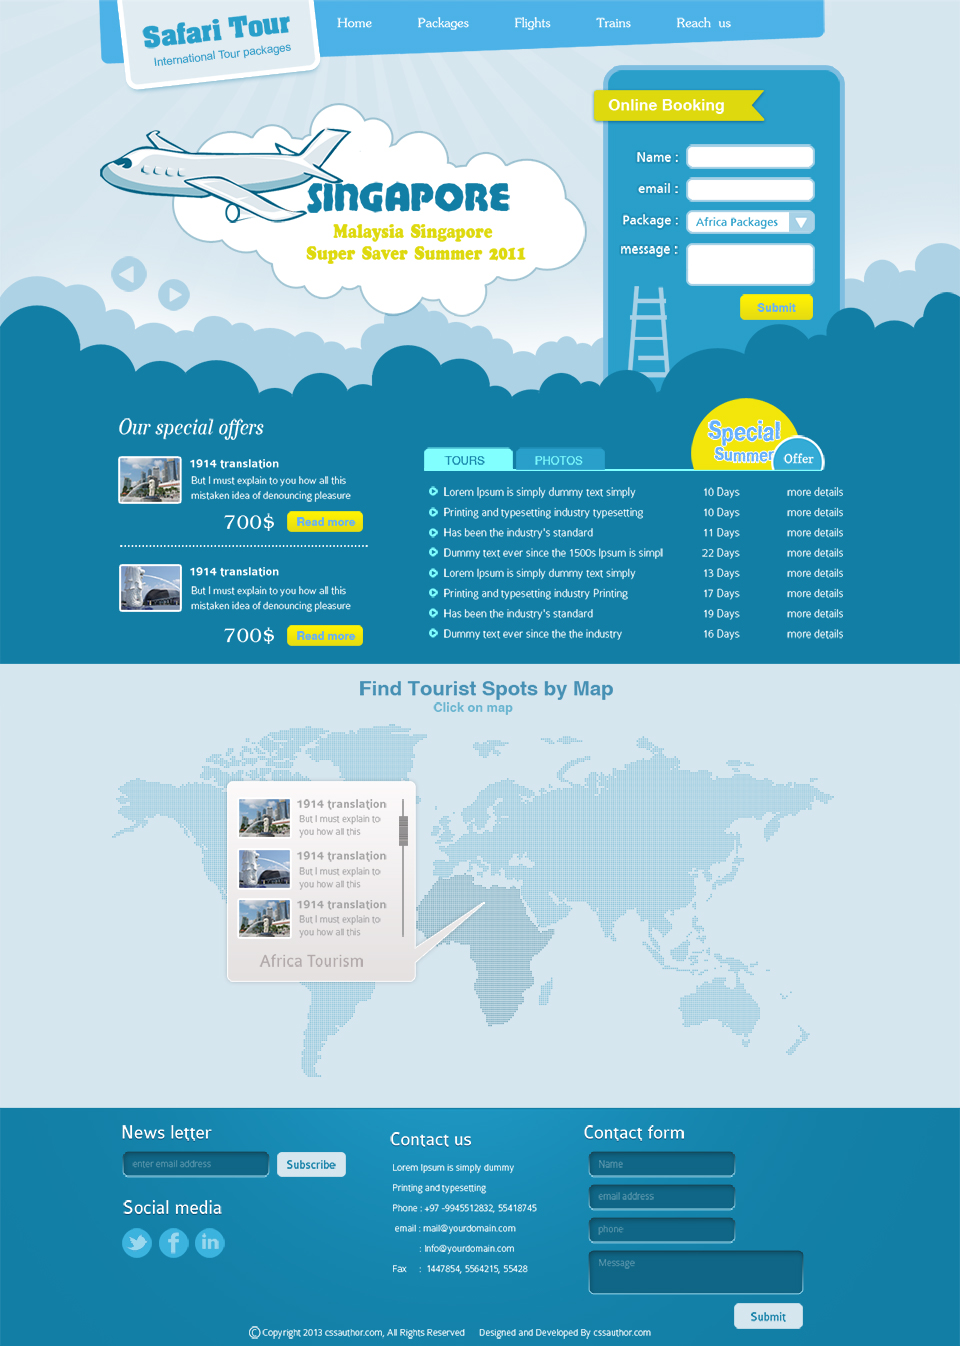 Safari Tour
International Tour packages
Home
Packages
Flights
Trains
Reach us
Online Booking
Name :
email :
Package :
Africa Packages
message :
Submit
SINGAPORE
Malaysia Singapore
Super Saver Summer 2011
Our special offers
1914 translation
But I must explain to you how all this
mistaken idea of denouncing pleasure
700$
Read more
1914 translation
But I must explain to you how all this
mistaken idea of denouncing pleasure
700$
Read more
Special
Summer
Offer
TOURS
PHOTOS
Lorem Ipsum is simply dummy text simply 10 Days more details
Printing and typesetting industry typesetting 10 Days more details
Has been the industry's standard 11 Days more details
Dummy text ever since the 1500s Ipsum is simpl 22 Days more details
Lorem Ipsum is simply dummy text simply 13 Days more details
Printing and typesetting industry Printing 17 Days more details
Has been the industry's standard 19 Days more details
Dummy text ever since the the industry 16 Days more details
Find Tourist Spots by Map
Click on map
1914 translation
But I must explain to
you how all this
1914 translation
But I must explain to
you how all this
1914 translation
But I must explain to
you how all this
Africa Tourism
News letter
enter email address
Subscribe
Social media
Contact us
Lorem Ipsum is simply dummy
Printing and typesetting
Phone : +97 -9945512832, 55418745
email : mail@yourdomain.com
: Info@yourdomain.com
Fax : 1447854, 5564215, 55428
Contact form
Name
email address
phone
Message
Submit
© Copyright 2013 cssauthor.com, All Rights Reserved Designed and Developed By cssauthor.com